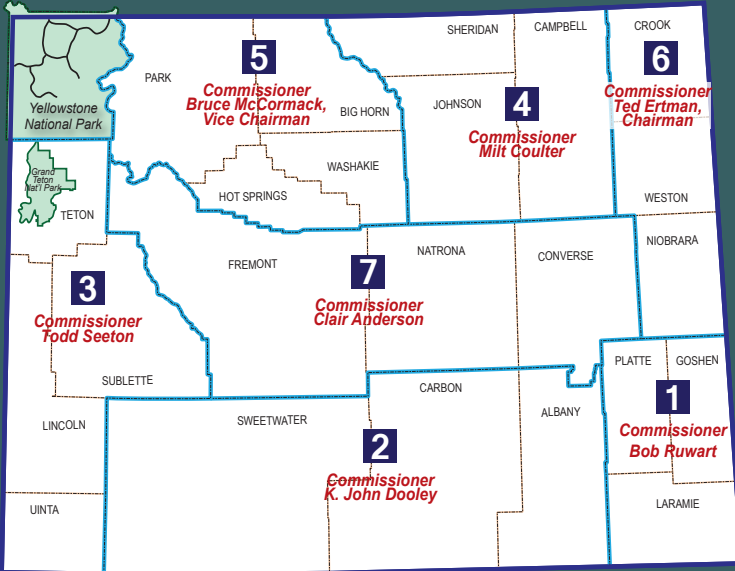 SHERIDAN
CAMPBELL
CROOK
5
6
PARK
Commissioner
Bruce McCormack,
Vice Chairman
Commissioner
Ted Ertman,
Chairman
Yellowstone
National Park
BIG HORN
JOHNSON
4
Commissioner
Milt Coulter
WASHAKIE
Grand
Teton
Nat'l Park
HOT SPRINGS
WESTON
TETON
NIOBRARA
FREMONT
NATRONA
CONVERSE
3
7
Commissioner
Todd Seeton
Commissioner
Clair Anderson
PLATTE
GOSHEN
SUBLETTE
CARBON
1
LINCOLN
SWEETWATER
ALBANY
Commissioner
Bob Ruwart
2
Commissioner
K. John Dooley
UINTA
LARAMIE